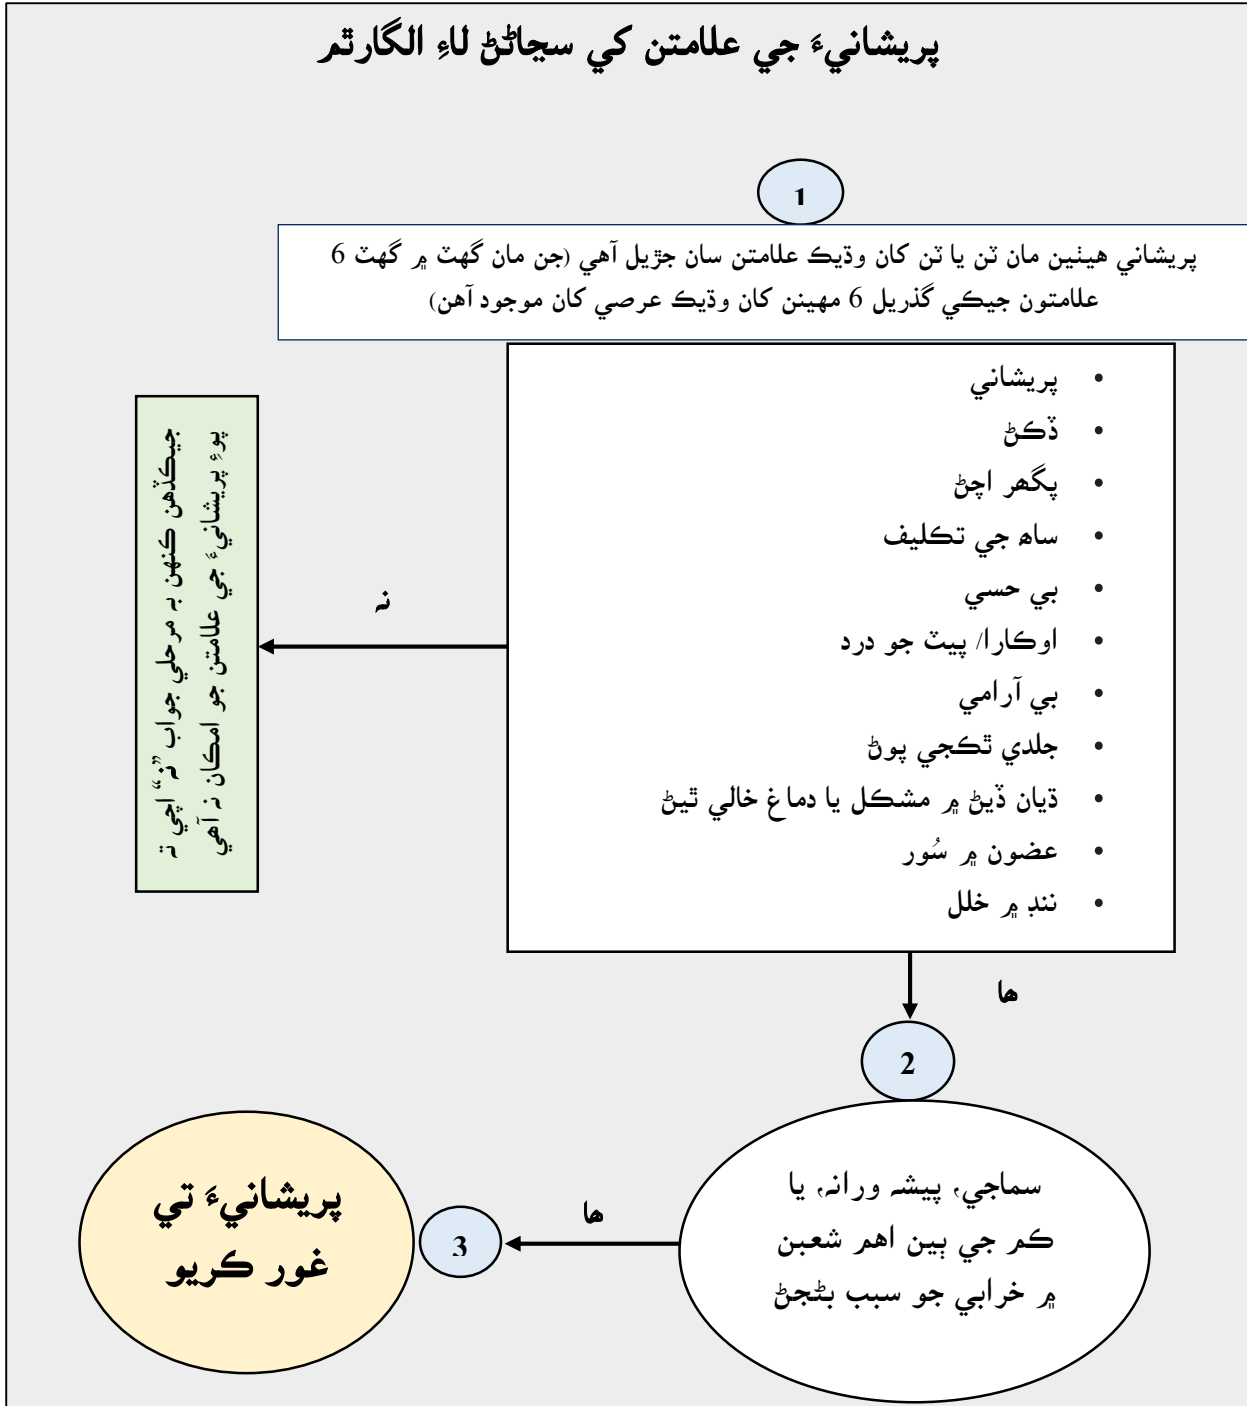 پريشانيءَ جي علامتن کي سڃاڻڻ لاءِ الگارٿم
1
پريشاني هيٺين مان ٽن يا ٽن کان وڌيڪ علامتن سان جڙيل آهي (جن مان گهٽ ۾ گهٽ 6
علامتون جيڪي گذريل 6 مهينن کان وڌيڪ عرصي کان موجود آهن)
• پريشاني
• ڏڪڻ
• پگهر اچڻ
• ساهه جي تڪليف
• بي حسي
• اوڪارا/ پيٽ جو درد
• بي آرامي
• جلدي ٿڪجي پوڻ
• ڌيان ڏيڻ ۾ مشڪل يا دماغ خالي ٿيڻ
• عضون ۾ سُور
• ننڊ ۾ خلل
نہ
جيڪڏهن ڪنهن به مرحلي جواب ”نہ“ اچي تہ
پوءِ پريشانيءَ جي علامتن جو امڪان نہ آهي
ها
2
سماجي، پيشہ ورانہ، يا
ڪم جي ٻين اهم شعبن
۾ خرابي جو سبب بڻجڻ
ها
3
پريشانيءَ تي
غور ڪريو